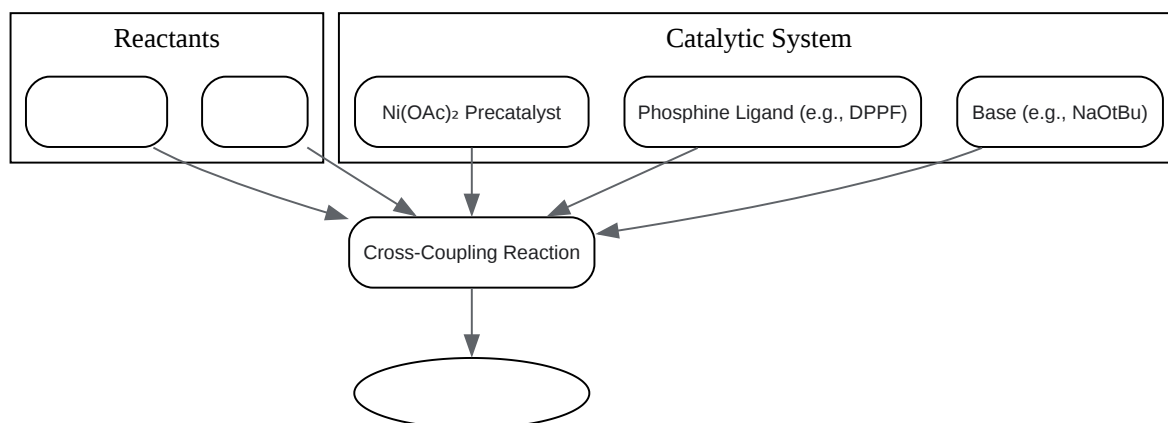 Reactants
Catalytic System
Ni(OAc)₂ Precatalyst
Phosphine Ligand (e.g., DPPF)
Base (e.g., NaOtBu)
Cross-Coupling Reaction